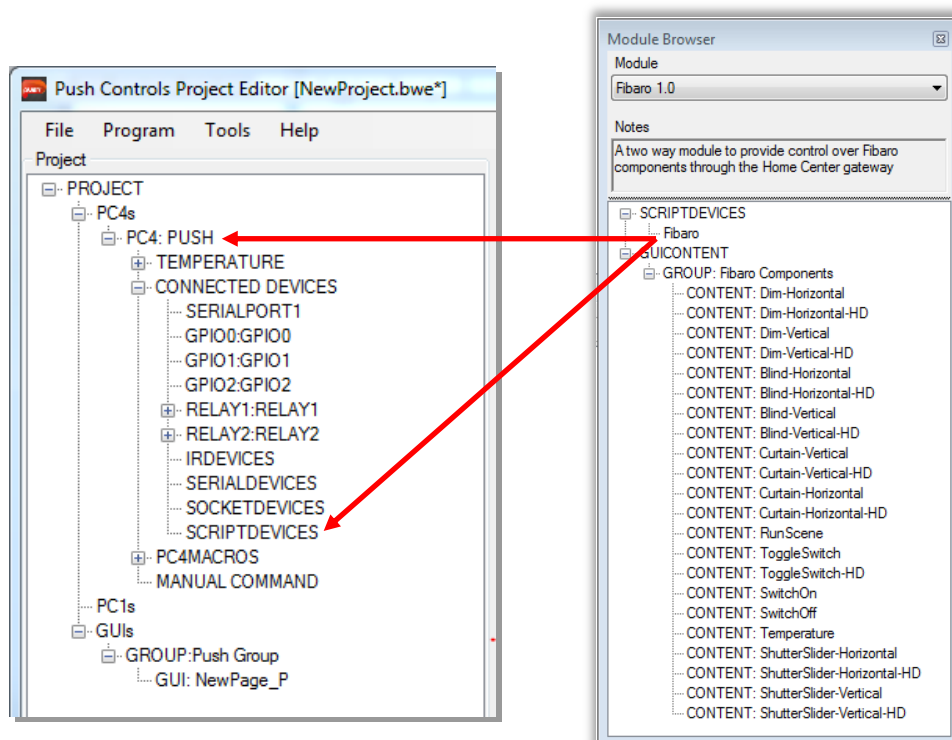 Push Controls Project Editor [NewProject.bwe*]
File Program Tools Help
Project
PROJECT
PC4s
PC4: PUSH
TEMPERATURE
CONNECTED DEVICES
SERIALPORT1
GPIO0:GPIO0
GPIO1:GPIO1
GPIO2:GPIO2
RELAY1:RELAY1
RELAY2:RELAY2
IRDEVICES
SERIALDEVICES
SOCKETDEVICES
SCRIPTDEVICES
PC4MACROS
MANUAL COMMAND
PC1s
GUIs
GROUP:Push Group
GUI: NewPage_P
Module Browser
Module
Fibaro 1.0
Notes
A two way module to provide control over Fibaro
components through the Home Center gateway
SCRIPTDEVICES
Fibaro
GUICONTENT
GROUP: Fibaro Components
CONTENT: Dim-Horizontal
CONTENT: Dim-Horizontal-HD
CONTENT: Dim-Vertical
CONTENT: Dim-Vertical-HD
CONTENT: Blind-Horizontal
CONTENT: Blind-Horizontal-HD
CONTENT: Blind-Vertical
CONTENT: Blind-Vertical-HD
CONTENT: Curtain-Vertical
CONTENT: Curtain-Vertical-HD
CONTENT: Curtain-Horizontal
CONTENT: Curtain-Horizontal-HD
CONTENT: RunScene
CONTENT: ToggleSwitch
CONTENT: ToggleSwitch-HD
CONTENT: SwitchOn
CONTENT: SwitchOff
CONTENT: Temperature
CONTENT: ShutterSlider-Horizontal
CONTENT: ShutterSlider-Horizontal-HD
CONTENT: ShutterSlider-Vertical
CONTENT: ShutterSlider-Vertical-HD